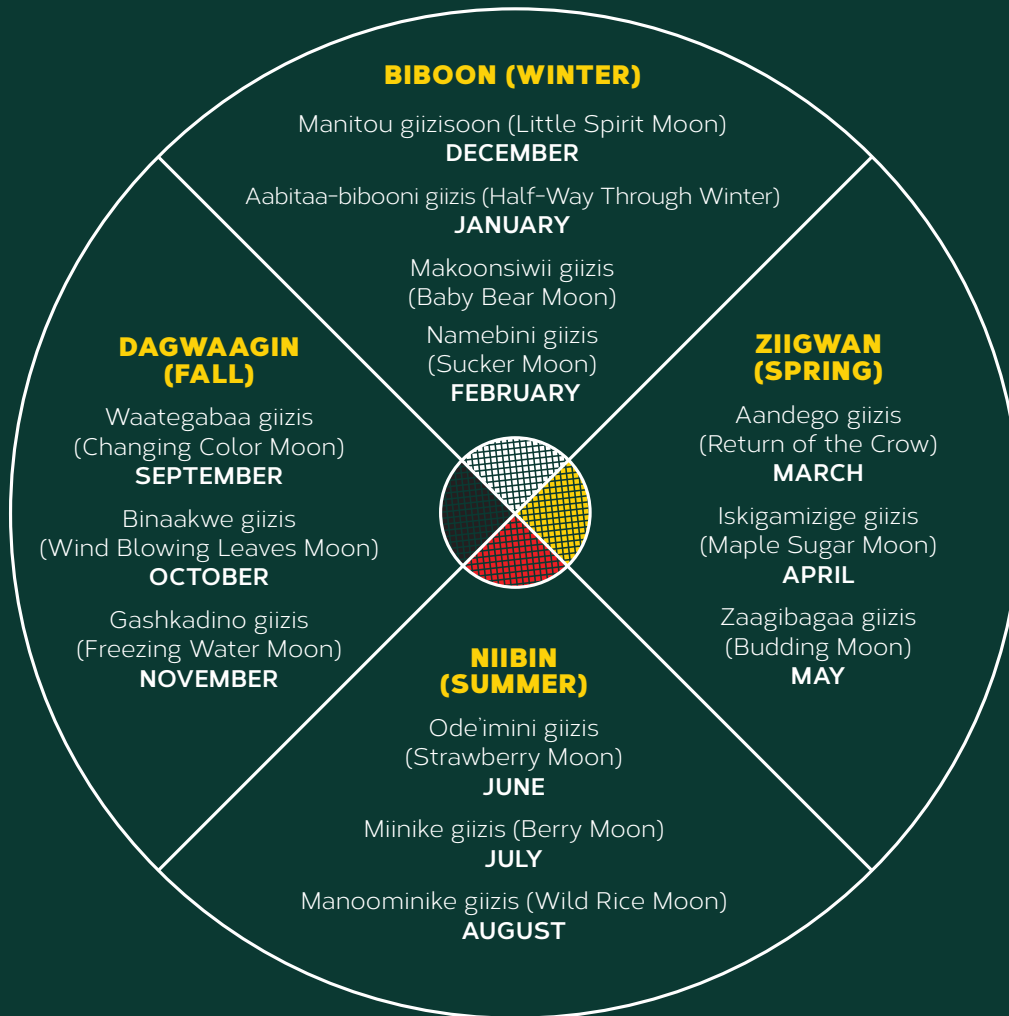 BIBOON (WINTER)
Manitou giizisoon (Little Spirit Moon)
DECEMBER
Aabitaa-bibooni giizis (Half-Way Through Winter)
JANUARY
Makoonsiwii giizis
(Baby Bear Moon)
Namebini giizis
(Sucker Moon)
FEBRUARY
DAGWAAGIN
(FALL)
Waategabaa giizis
(Changing Color Moon)
SEPTEMBER
Binaakwe giizis
(Wind Blowing Leaves Moon)
OCTOBER
Gashkadino giizis
(Freezing Water Moon)
NOVEMBER
ZIIGWAN
(SPRING)
Aandego giizis
(Return of the Crow)
MARCH
Iskigamizige giizis
(Maple Sugar Moon)
APRIL
Zaagibagaa giizis
(Budding Moon)
MAY
NIIBIN
(SUMMER)
Ode'imini giizis
(Strawberry Moon)
JUNE
Miinike giizis (Berry Moon)
JULY
Manoominike giizis (Wild Rice Moon)
AUGUST